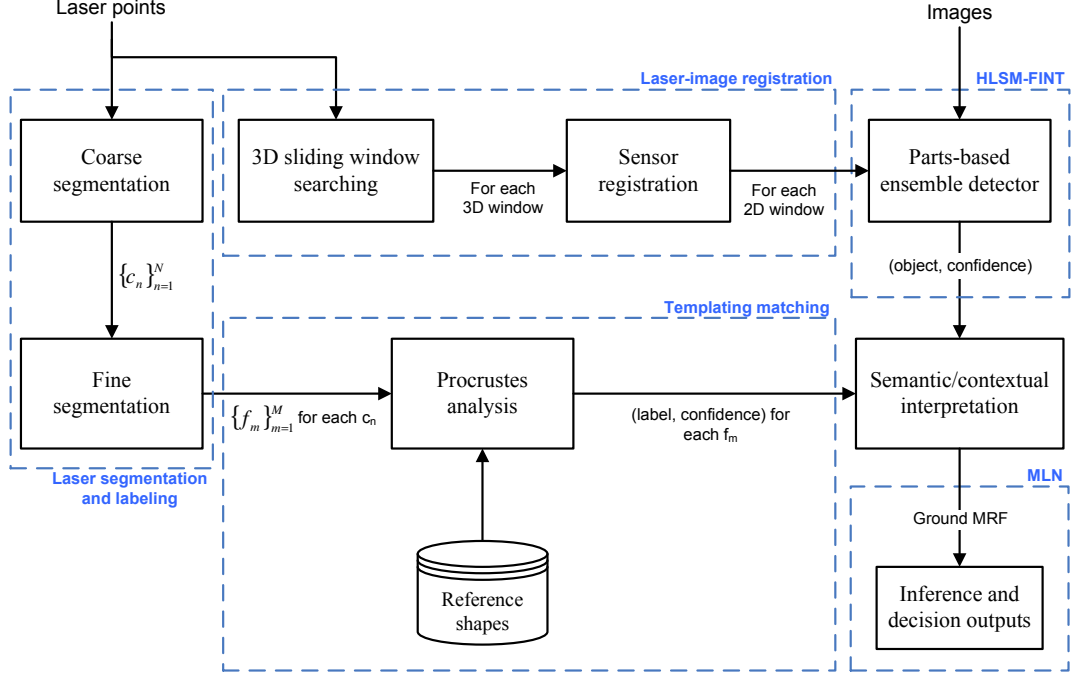 Laser points
Images
Laser-image registration
HLSM-FINT
Coarse
segmentation
3D sliding window
searching
For each
3D window
Sensor
registration
For each
2D window
Parts-based
ensemble detector
{c_n}_{n=1}^N
(object, confidence)
Templating matching
Fine
segmentation
{f_m}_{m=1}^M for each c_n
Procrustes
analysis
(label, confidence) for
each f_m
Semantic/contextual
interpretation
Laser segmentation
and labeling
MLN
Ground MRF
Reference
shapes
Inference and
decision outputs